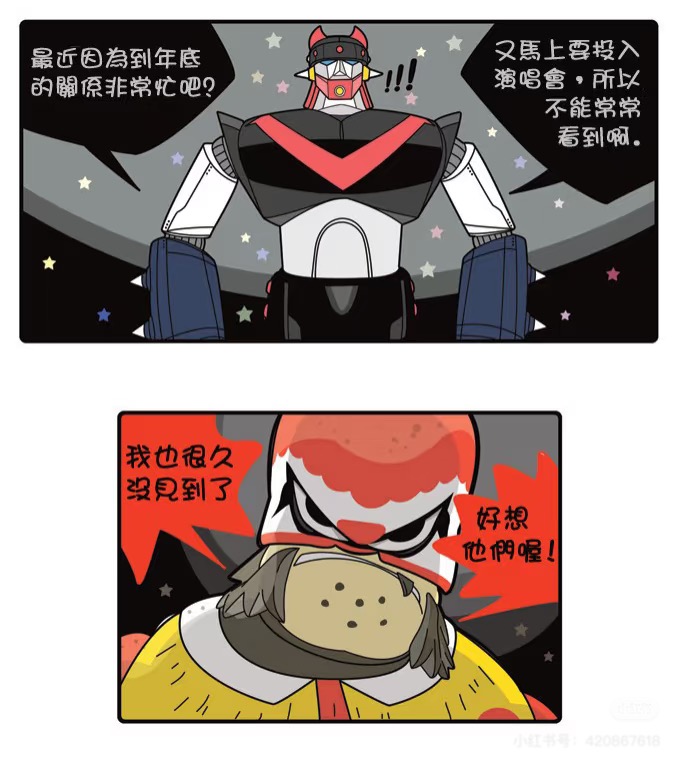 最近因為到年底
的關係非常忙吧?
!!!
又馬上要投入
演唱會，所以
不能常常
看到啊.
我也很久
沒見到了
好想
他們喔!
小红书号: 420867616